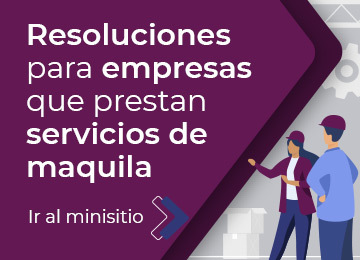 Resoluciones
para empresas
que prestan
servicios de
maquila
Ir al minisitio